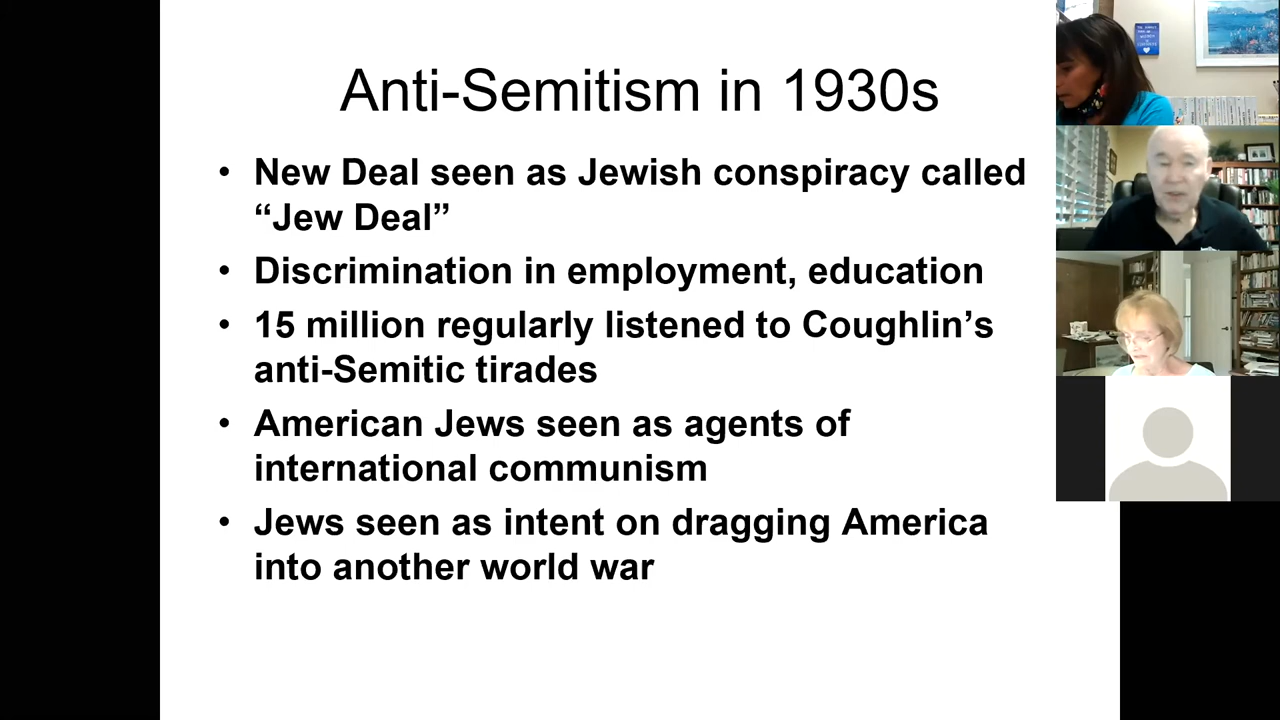 Anti-Semitism in 1930s
• New Deal seen as Jewish conspiracy called
“Jew Deal”
• Discrimination in employment, education
• 15 million regularly listened to Coughlin’s
anti-Semitic tirades
• American Jews seen as agents of
international communism
• Jews seen as intent on dragging America
into another world war